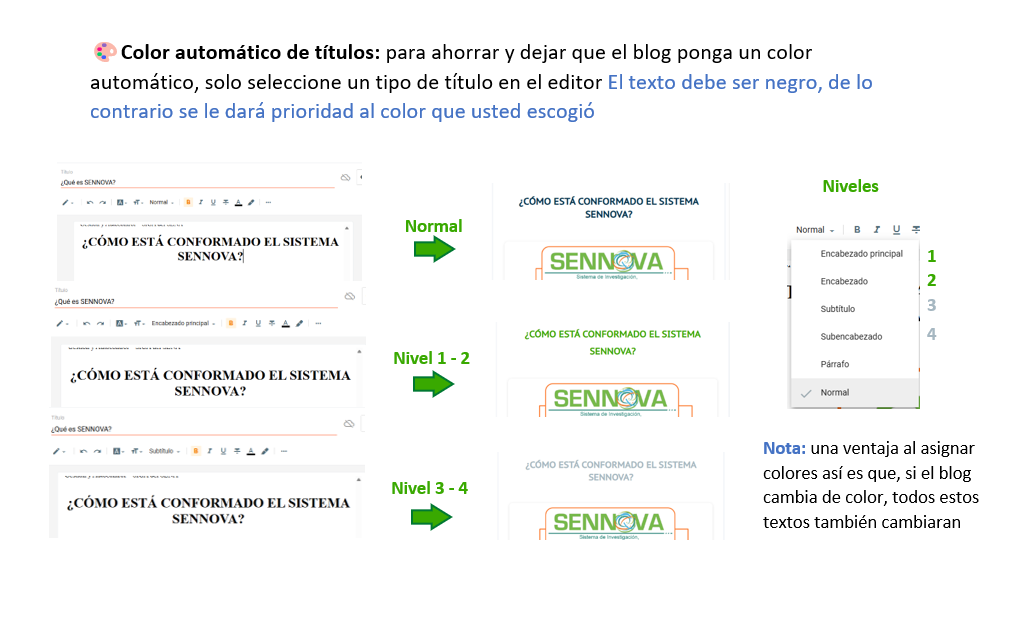 Color automático de títulos: para ahorrar y dejar que el blog ponga un color
automático, solo seleccione un tipo de título en el editor El texto debe ser negro, de lo
contrario se le dará prioridad al color que usted escogió
Título
¿Qué es SENNOVA?
Normal
¿CÓMO ESTÁ CONFORMADO EL SISTEMA
SENNOVA?
Normal
¿CÓMO ESTÁ CONFORMADO EL SISTEMA
SENNOVA?
SENNOVA
Sistema de Investigación,
Título
¿Qué es SENNOVA?
Encabezado principal
¿CÓMO ESTÁ CONFORMADO EL SISTEMA
SENNOVA?
Nivel 1 - 2
¿CÓMO ESTÁ CONFORMADO EL SISTEMA
SENNOVA?
SENNOVA
Sistema de Investigación,
Título
¿Qué es SENNOVA?
Subtítulo
¿CÓMO ESTÁ CONFORMADO EL SISTEMA
SENNOVA?
Nivel 3 - 4
¿CÓMO ESTÁ CONFORMADO EL SISTEMA
SENNOVA?
SENNOVA
Sistema de Investigación,
Niveles
Normal B I U
Encabezado principal 1
Encabezado 2
Subtítulo 3
Subencabezado 4
Párrafo
Normal
Nota: una ventaja al asignar
colores así es que, si el blog
cambia de color, todos estos
textos también cambiaran